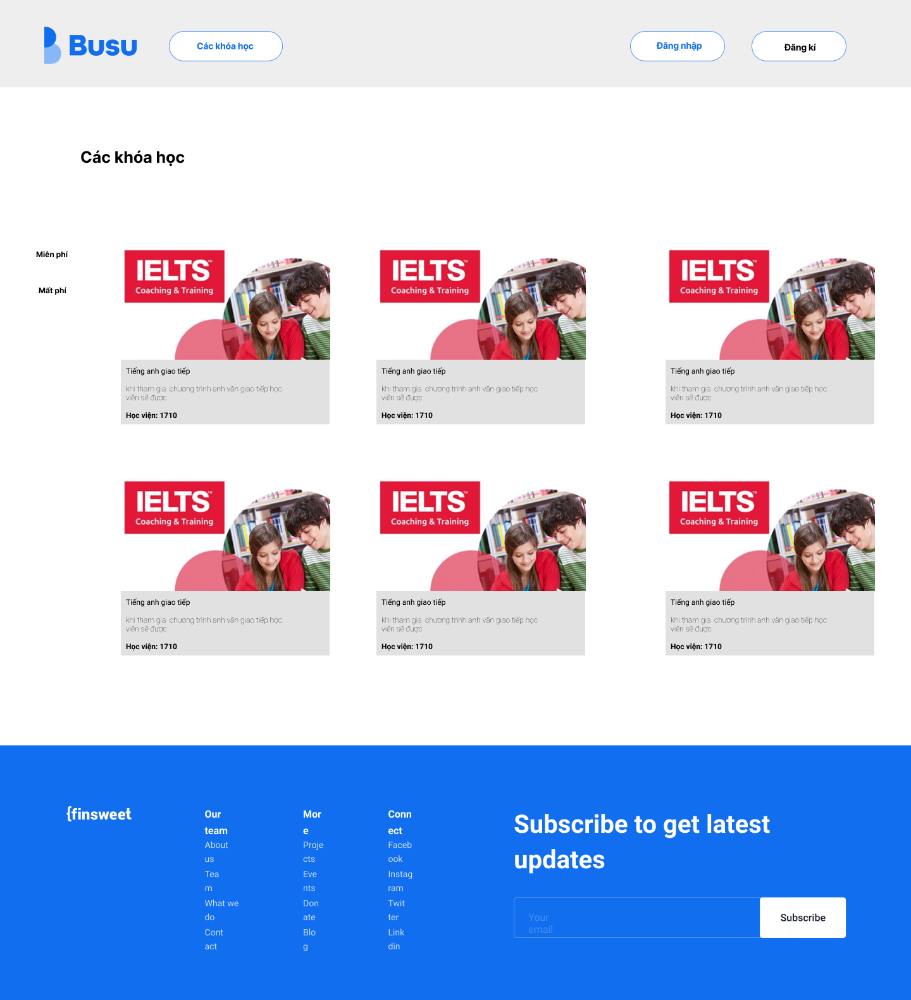 Busu
Các khóa học
Đăng nhập
Đăng kí
Các khóa học
Miễn phí
Mất phí
IELTS™
Coaching & Training
Tiếng anh giao tiếp
khi tham gia  chương trình anh văn giao tiếp học
viên sẽ được
Học viện: 1710
IELTS™
Coaching & Training
Tiếng anh giao tiếp
khi tham gia  chương trình anh văn giao tiếp học
viên sẽ được
Học viện: 1710
IELTS™
Coaching & Training
Tiếng anh giao tiếp
khi tham gia  chương trình anh văn giao tiếp học
viên sẽ được
Học viện: 1710
IELTS™
Coaching & Training
Tiếng anh giao tiếp
khi tham gia  chương trình anh văn giao tiếp học
viên sẽ được
Học viện: 1710
IELTS™
Coaching & Training
Tiếng anh giao tiếp
khi tham gia  chương trình anh văn giao tiếp học
viên sẽ được
Học viện: 1710
IELTS™
Coaching & Training
Tiếng anh giao tiếp
khi tham gia  chương trình anh văn giao tiếp học
viên sẽ được
Học viện: 1710
{finsweet
Our
team
About
us
Tea
m
What we
do
Cont
act
Mor
e
Proje
cts
Eve
nts
Don
ate
Blo
g
Conn
ect
Faceb
ook
Instag
ram
Twit
ter
Link
din
Subscribe to get latest
updates
Your
email
Subscribe